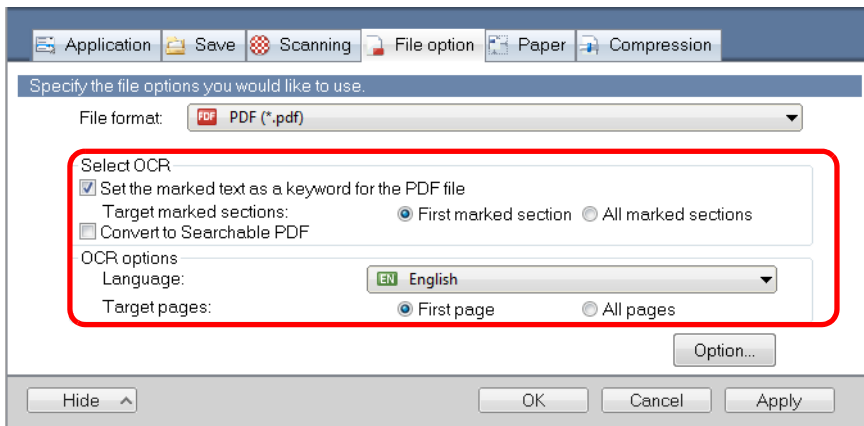 Application Save Scanning File option Paper Compression
Specify the file options you would like to use.
File format: PDF PDF (*.pdf)
Select OCR
Set the marked text as a keyword for the PDF file
Target marked sections: First marked section All marked sections
Convert to Searchable PDF
OCR options
Language: EN English
Target pages: First page All pages
Option...
Hide OK Cancel Apply